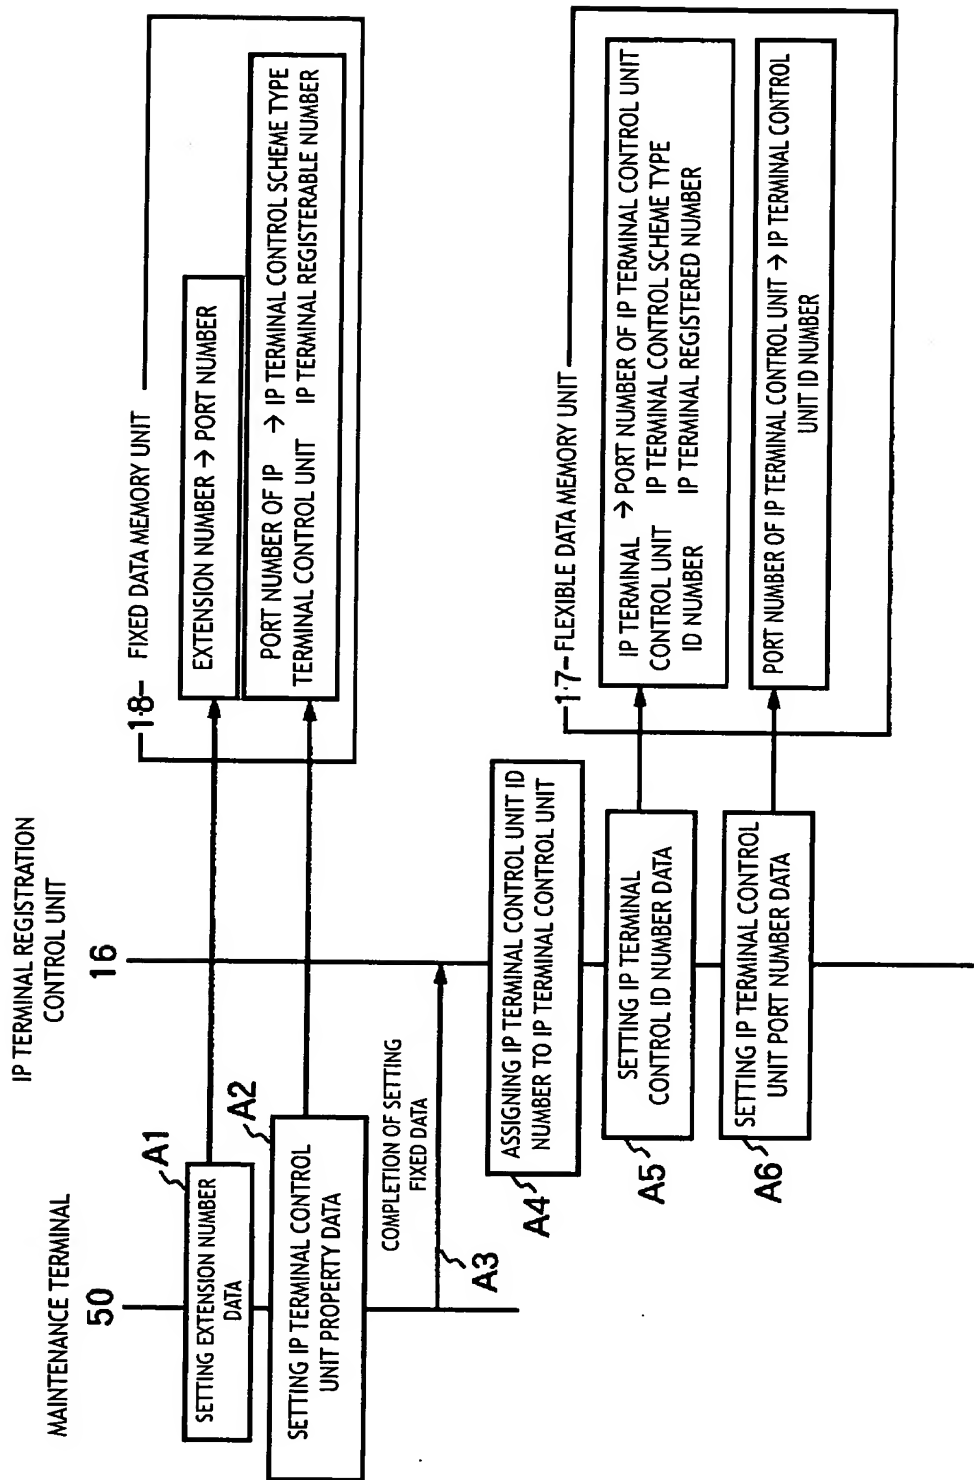 MAINTENANCE TERMINAL
50
IP TERMINAL REGISTRATION
CONTROL UNIT
16
SETTING EXTENSION NUMBER
DATA
A1
SETTING IP TERMINAL CONTROL
UNIT PROPERTY DATA
A2
COMPLETION OF SETTING
FIXED DATA
A3
18 FIXED DATA MEMORY UNIT
EXTENSION NUMBER → PORT NUMBER
PORT NUMBER OF IP → IP TERMINAL CONTROL SCHEME TYPE
TERMINAL CONTROL UNIT IP TERMINAL REGISTERABLE NUMBER
ASSIGNING IP TERMINAL CONTROL UNIT ID
NUMBER TO IP TERMINAL CONTROL UNIT
A4
SETTING IP TERMINAL
CONTROL ID NUMBER DATA
A5
SETTING IP TERMINAL CONTROL
UNIT PORT NUMBER DATA
A6
17 FLEXIBLE DATA MEMORY UNIT
IP TERMINAL → PORT NUMBER OF IP TERMINAL CONTROL UNIT
CONTROL UNIT IP TERMINAL CONTROL SCHEME TYPE
ID NUMBER IP TERMINAL REGISTERED NUMBER
PORT NUMBER OF IP TERMINAL CONTROL UNIT → IP TERMINAL CONTROL
UNIT ID NUMBER